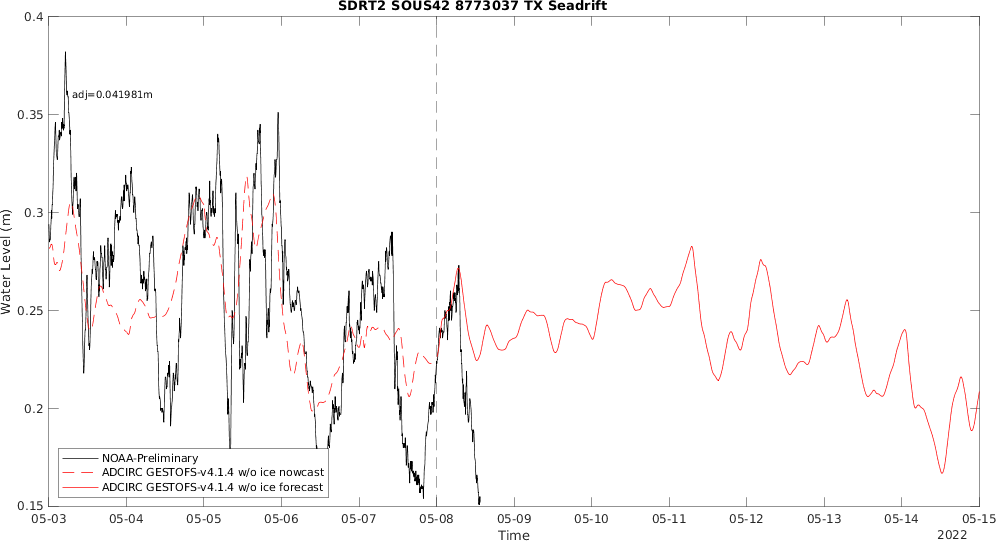 SDRT2 SOUS42 8773037 TX Seadrift
0.4
adj=0.041981m
0.35
0.3
Water Level (m)
0.25
0.2
NOAA-Preliminary
ADCIRC GESTOFS-v4.1.4 w/o ice nowcast
ADCIRC GESTOFS-v4.1.4 w/o ice forecast
0.15
05-03 05-04 05-05 05-06 05-07 05-08 05-09 05-10 05-11 05-12 05-13 05-14 05-15
Time
2022